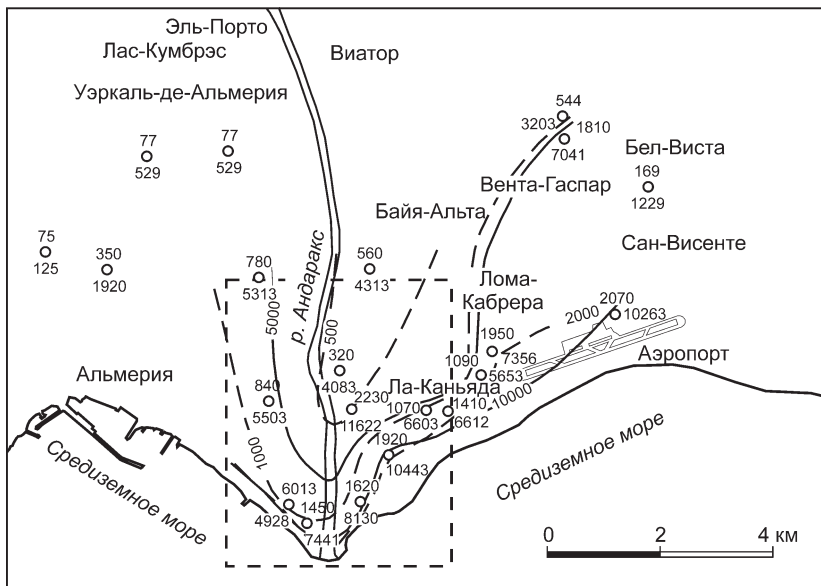 Эль-Порто
Лас-Кумбрэс
Виатор
Уэркаль-де-Альмерия
544
3203
1810
7041
77
529
77
529
Бел-Виста
169
1229
Вента-Гаспар
Байя-Альта
Сан-Висенте
75
125
350
1920
780
5313
5000
р. Андаракс
500
560
4313
Лома-
Кабрера
2070
10263
2000
1950
7356
Аэропорт
320
4083
1090
5653
10000
Альмерия
840
5503
2230
11622
Ла-Каньяда
1070
6603
1410
6612
1000
1920
10443
Средиземное море
Средиземное море
6013
4928
1450
7441
1620
8130
0
2
4 км